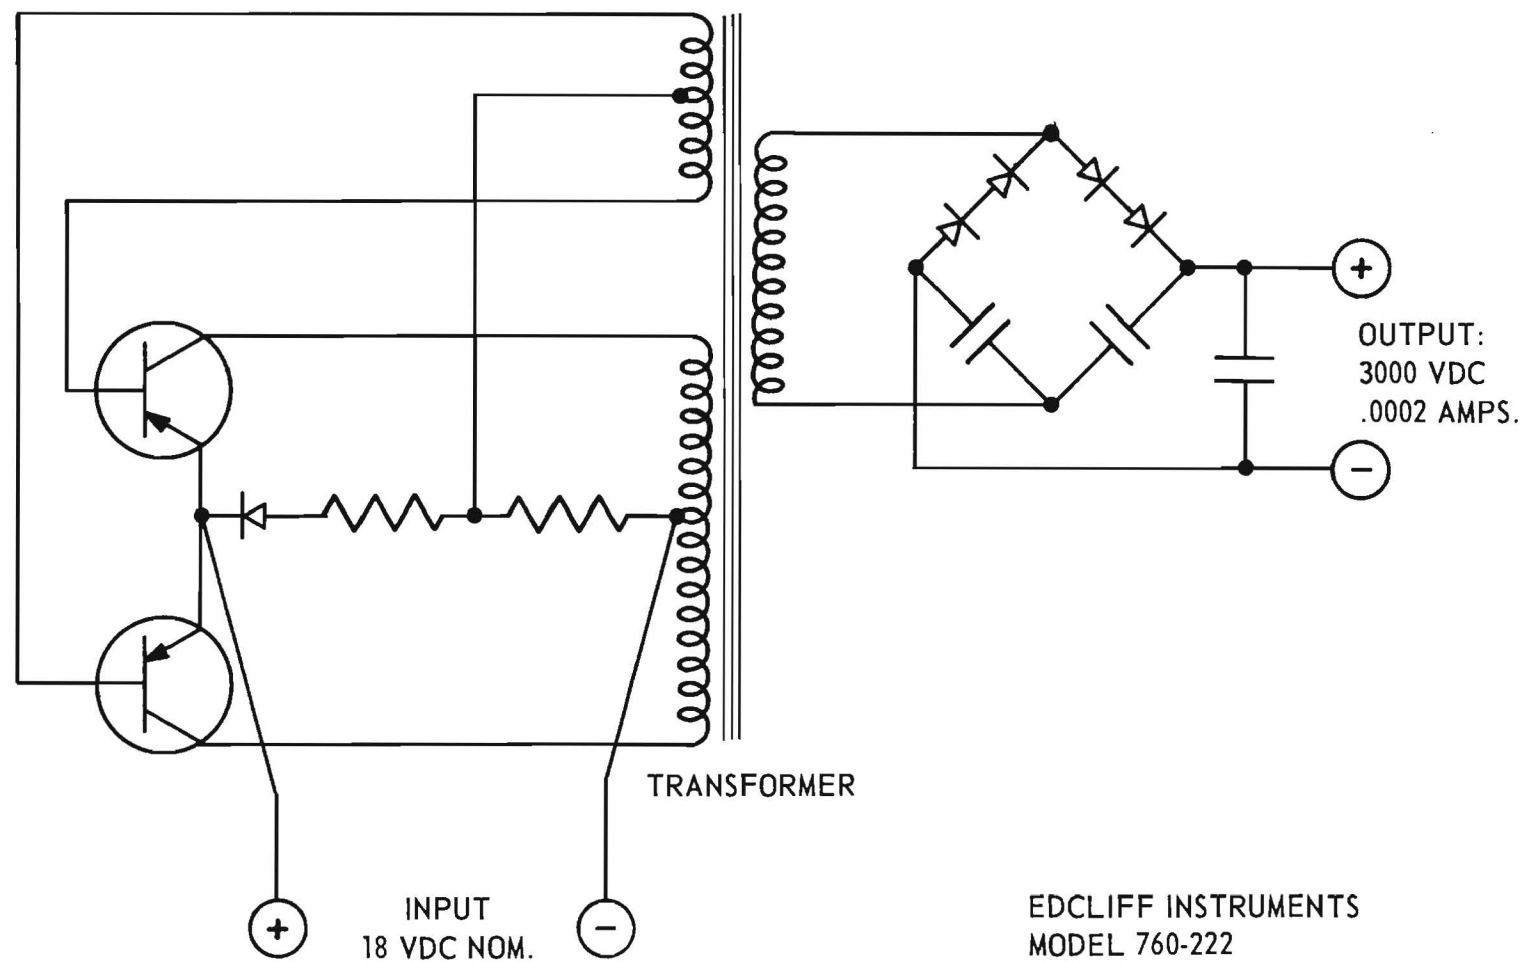 +
OUTPUT:
3000 VDC
.0002 AMPS.
−
TRANSFORMER
+
INPUT
18 VDC NOM.
−
EDCLIFF INSTRUMENTS
MODEL 760-222